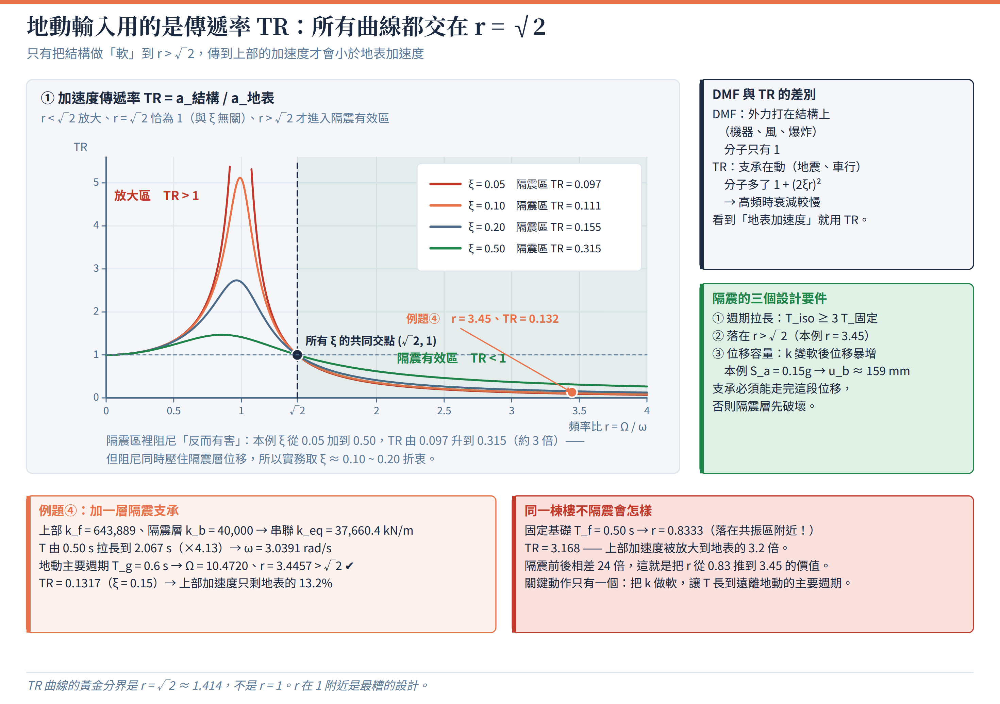 地動輸入用的是傳遞率 TR：所有曲線都交在 r = √2
只有把結構做「軟」到 r > √2，傳到上部的加速度才會小於地表加速度
① 加速度傳遞率 TR = a_結構 / a_地表
r < √2 放大、r = √2 恰為 1（與 ξ 無關）、r > √2 才進入隔震有效區
TR
5
4
3
2
1
0
放大區　TR > 1
ξ = 0.05　隔震區 TR = 0.097
ξ = 0.10　隔震區 TR = 0.111
ξ = 0.20　隔震區 TR = 0.155
ξ = 0.50　隔震區 TR = 0.315
例題④　r = 3.45、TR = 0.132
所有 ξ 的共同交點 (√2, 1)
隔震有效區　TR < 1
0 0.5 1 √2 2 2.5 3 3.5 4
頻率比 r = Ω / ω
隔震區裡阻尼「反而有害」：本例 ξ 從 0.05 加到 0.50，TR 由 0.097 升到 0.315（約 3 倍）——
但阻尼同時壓住隔震層位移，所以實務取 ξ ≈ 0.10 ~ 0.20 折衷。
DMF 與 TR 的差別
DMF：外力打在結構上
（機器、風、爆炸）
分子只有 1
TR：支承在動（地震、車行）
分子多了 1 + (2ξr)²
→ 高頻時衰減較慢
看到「地表加速度」就用 TR。
隔震的三個設計要件
① 週期拉長：T_iso ≥ 3 T_固定
② 落在 r > √2（本例 r = 3.45）
③ 位移容量：k 變軟後位移暴增
本例 S_a = 0.15g → u_b ≈ 159 mm
支承必須能走完這段位移，
否則隔震層先破壞。
例題④：加一層隔震支承
上部 k_f = 643,889、隔震層 k_b = 40,000 → 串聯 k_eq = 37,660.4 kN/m
T 由 0.50 s 拉長到 2.067 s（×4.13）→ ω = 3.0391 rad/s
地動主要週期 T_g = 0.6 s → Ω = 10.4720、r = 3.4457 > √2 ✔
TR = 0.1317（ξ = 0.15）→ 上部加速度只剩地表的 13.2%
同一棟樓不隔震會怎樣
固定基礎 T_f = 0.50 s → r = 0.8333（落在共振區附近！）
TR = 3.168 —— 上部加速度被放大到地表的 3.2 倍。
隔震前後相差 24 倍，這就是把 r 從 0.83 推到 3.45 的價值。
關鍵動作只有一個：把 k 做軟，讓 T 長到遠離地動的主要週期。
TR 曲線的黃金分界是 r = √2 ≈ 1.414，不是 r = 1。r 在 1 附近是最糟的設計。